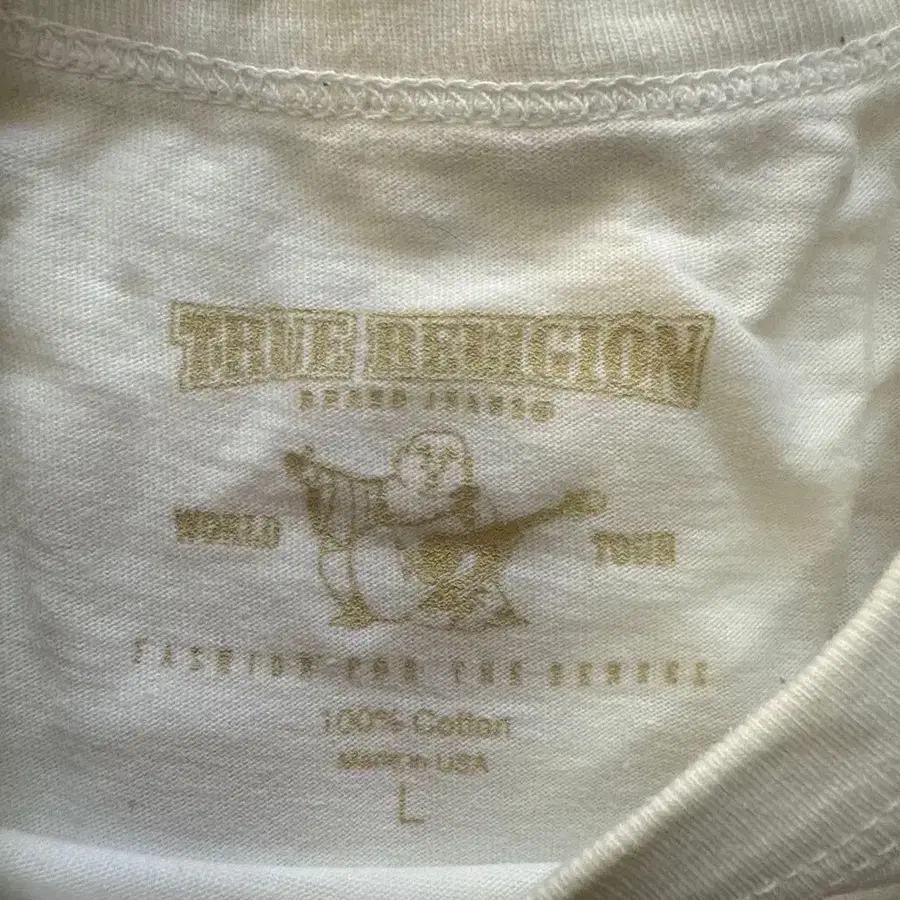 TRUE RELIGION
BRAND JEANS®
WORLD TOUR
FASHION FOR THE SENSES
100% Cotton
Made in USA
L